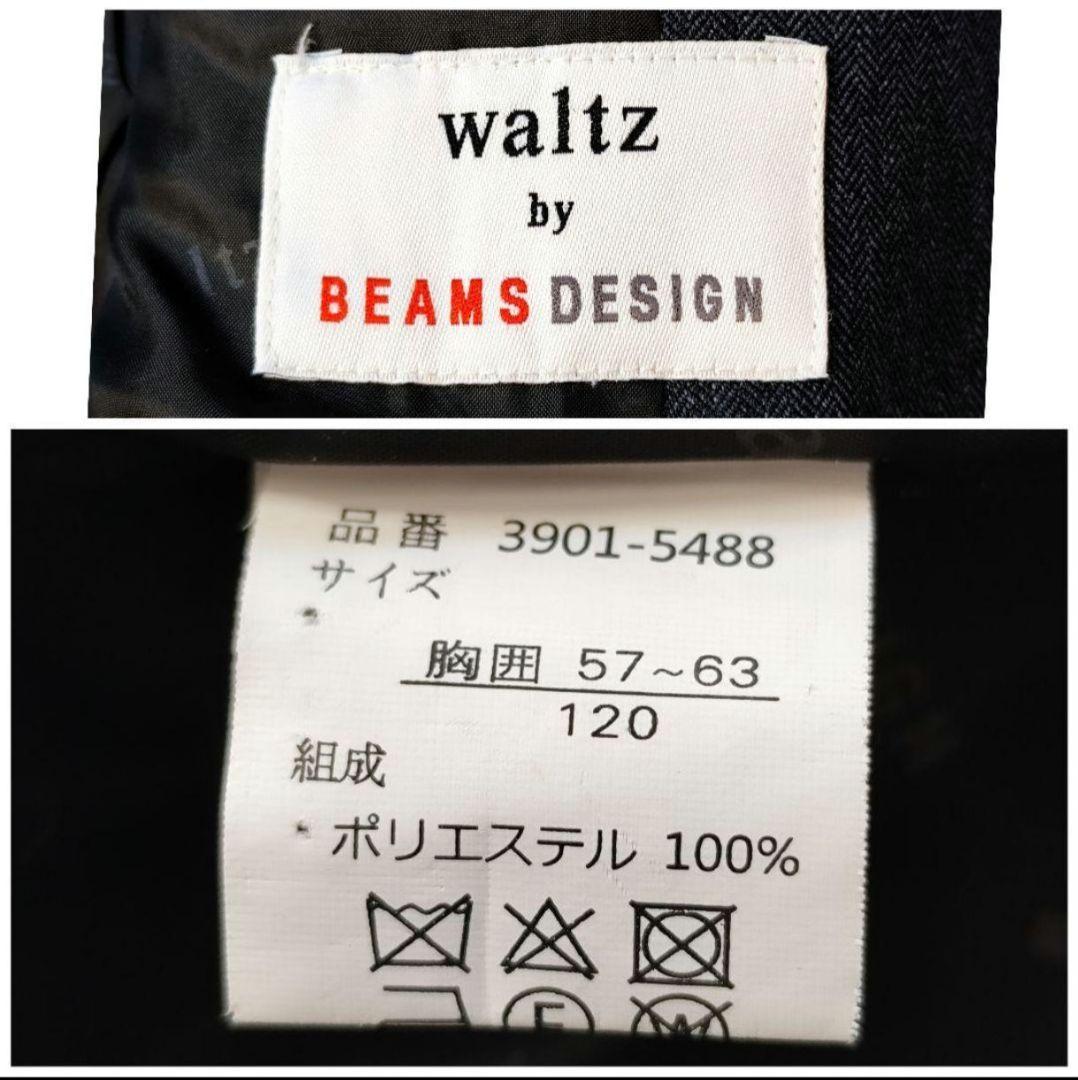 waltz
by
BEAMS DESIGN
品番 3901-5488
サイズ
胸囲 57~63
120
組成
ポリエステル 100%